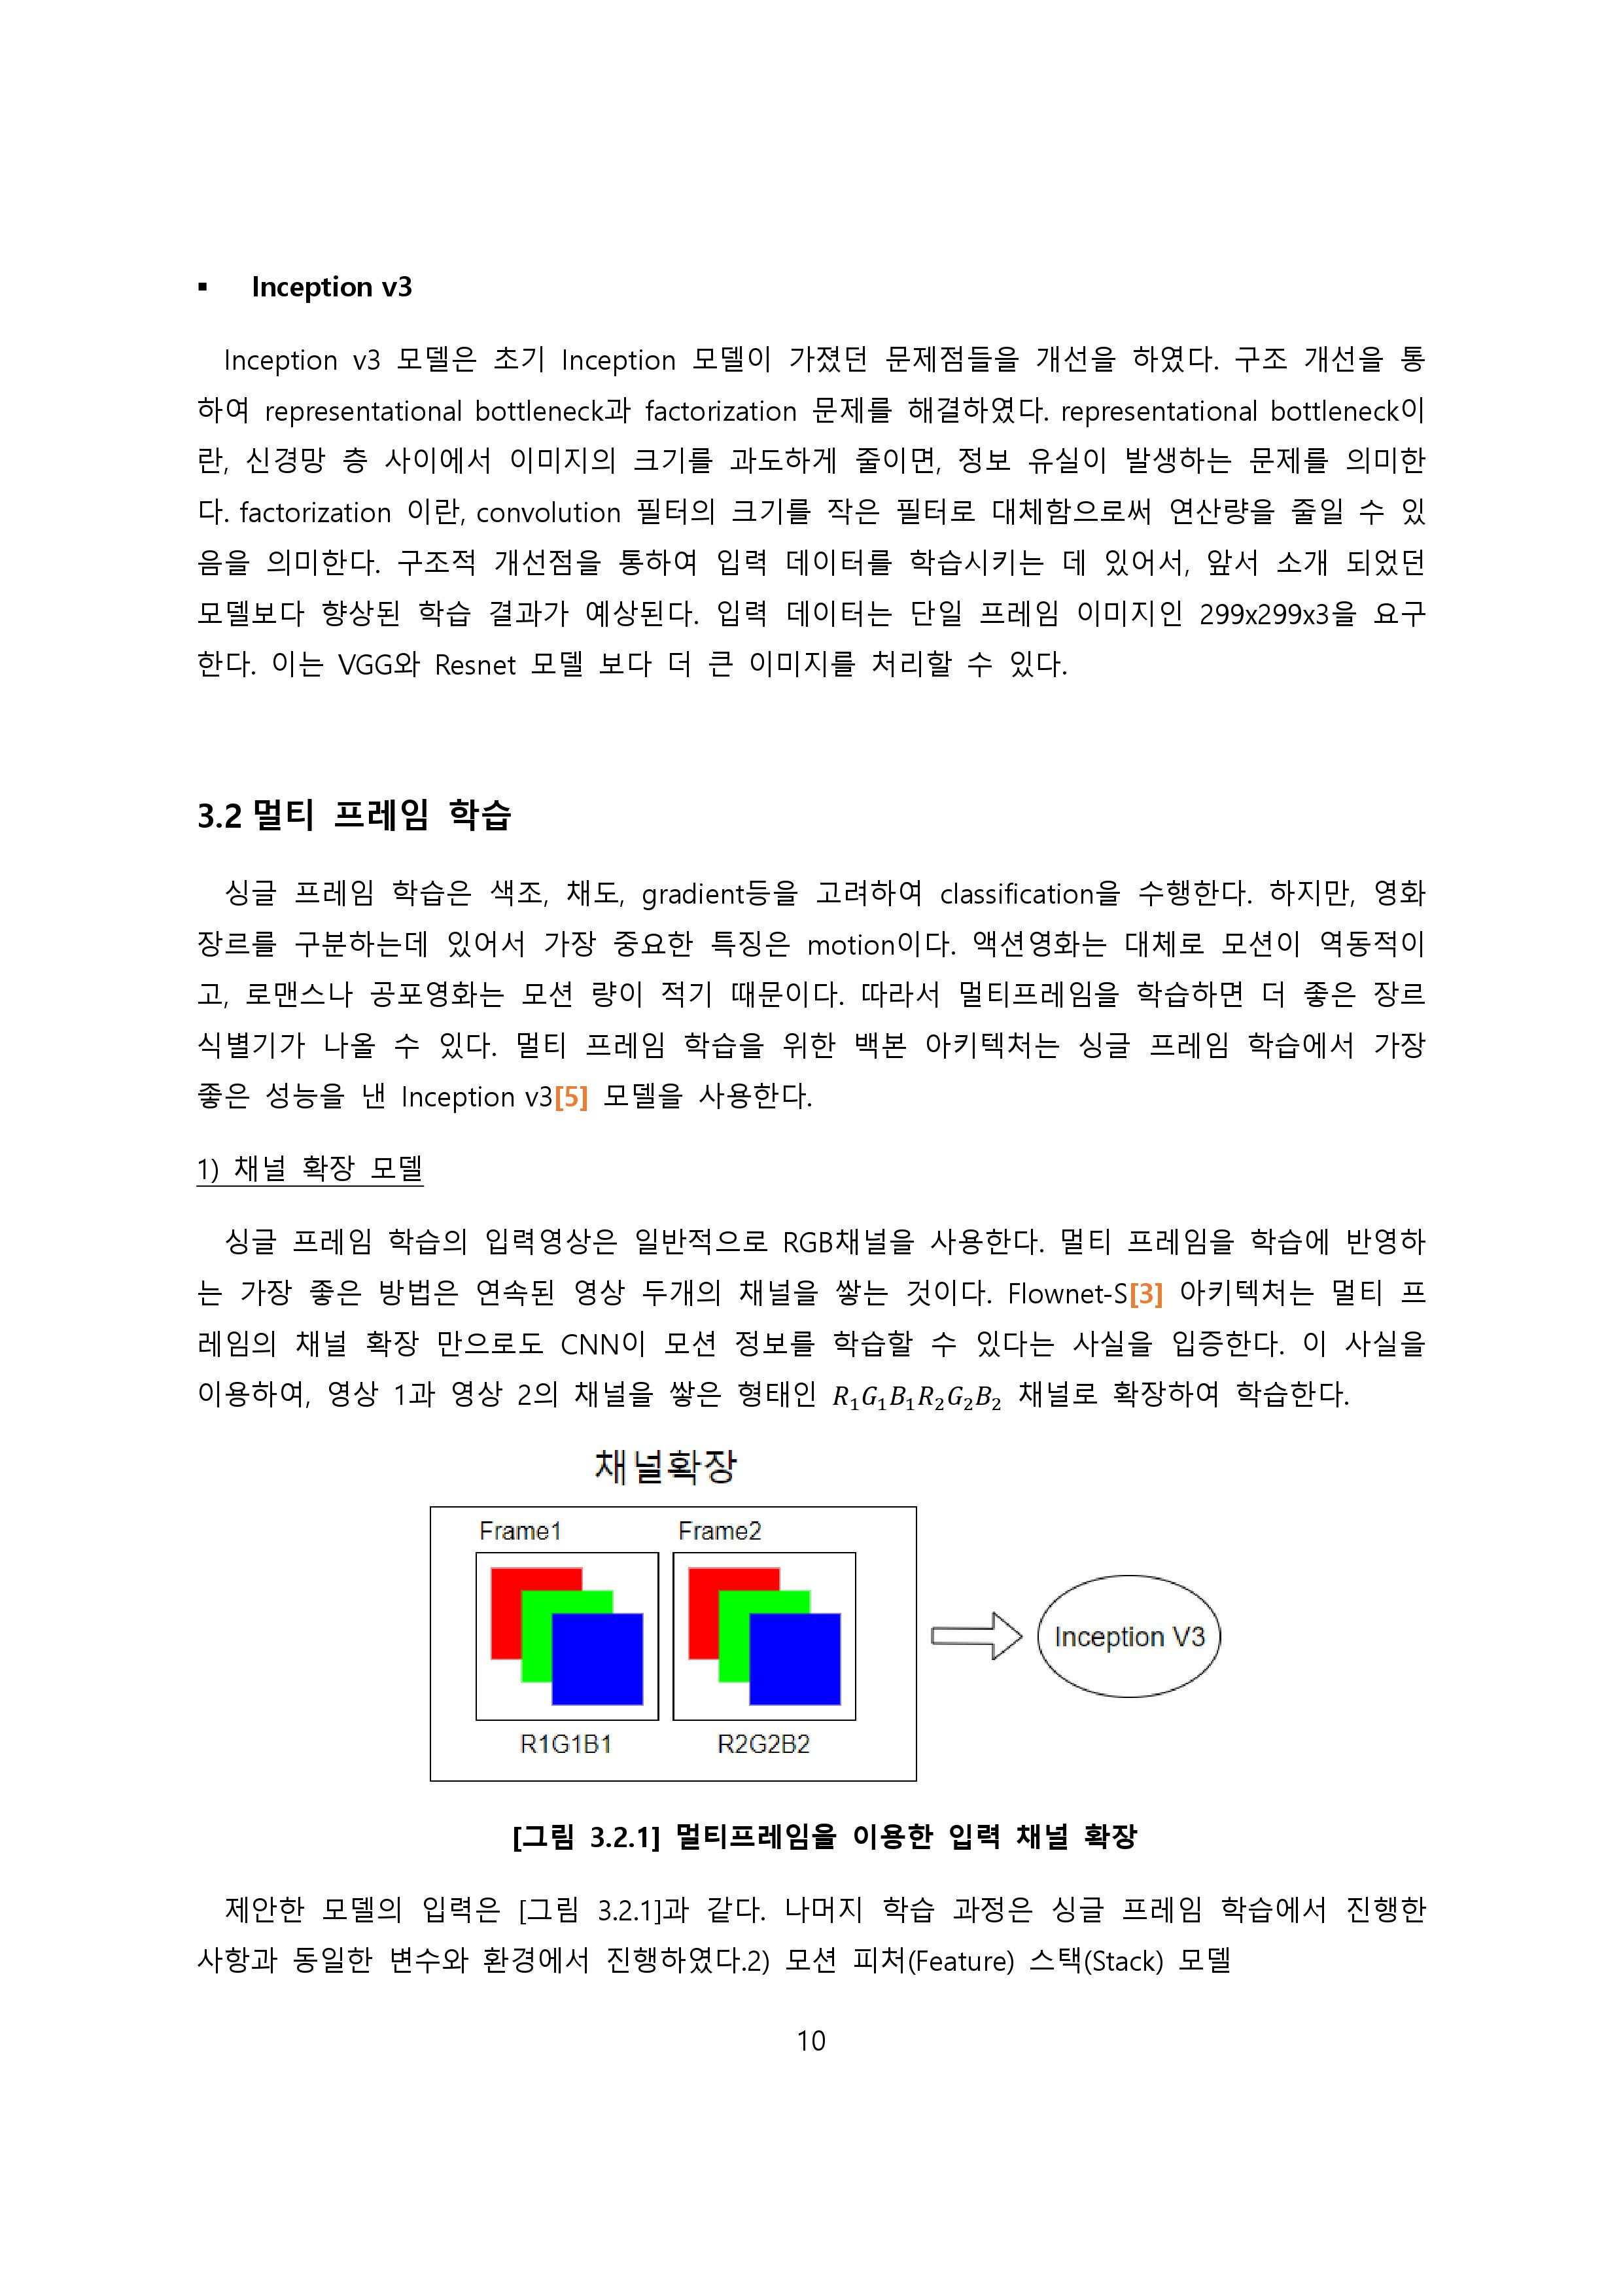 ▪ Inception v3
Inception v3 모델은 초기 Inception 모델이 가졌던 문제점들을 개선을 하였다. 구조 개선을 통
하여 representational bottleneck과 factorization 문제를 해결하였다. representational bottleneck이
란, 신경망 층 사이에서 이미지의 크기를 과도하게 줄이면, 정보 유실이 발생하는 문제를 의미한
다. factorization 이란, convolution 필터의 크기를 작은 필터로 대체함으로써 연산량을 줄일 수 있
음을 의미한다. 구조적 개선점을 통하여 입력 데이터를 학습시키는 데 있어서, 앞서 소개 되었던
모델보다 향상된 학습 결과가 예상된다. 입력 데이터는 단일 프레임 이미지인 299x299x3을 요구
한다. 이는 VGG와 Resnet 모델 보다 더 큰 이미지를 처리할 수 있다.
3.2 멀티 프레임 학습
싱글 프레임 학습은 색조, 채도, gradient등을 고려하여 classification을 수행한다. 하지만, 영화
장르를 구분하는데 있어서 가장 중요한 특징은 motion이다. 액션영화는 대체로 모션이 역동적이
고, 로맨스나 공포영화는 모션 량이 적기 때문이다. 따라서 멀티프레임을 학습하면 더 좋은 장르
식별기가 나올 수 있다. 멀티 프레임 학습을 위한 백본 아키텍처는 싱글 프레임 학습에서 가장
좋은 성능을 낸 Inception v3[5] 모델을 사용한다.
1) 채널 확장 모델
싱글 프레임 학습의 입력영상은 일반적으로 RGB채널을 사용한다. 멀티 프레임을 학습에 반영하
는 가장 좋은 방법은 연속된 영상 두개의 채널을 쌓는 것이다. Flownet-S[3] 아키텍처는 멀티 프
레임의 채널 확장 만으로도 CNN이 모션 정보를 학습할 수 있다는 사실을 입증한다. 이 사실을
이용하여, 영상 1과 영상 2의 채널을 쌓은 형태인 R₁G₁B₁R₂G₂B₂ 채널로 확장하여 학습한다.
채널확장
Frame1 Frame2
Inception V3
R1G1B1 R2G2B2
[그림 3.2.1] 멀티프레임을 이용한 입력 채널 확장
제안한 모델의 입력은 [그림 3.2.1]과 같다. 나머지 학습 과정은 싱글 프레임 학습에서 진행한
사항과 동일한 변수와 환경에서 진행하였다.2) 모션 피처(Feature) 스택(Stack) 모델
10